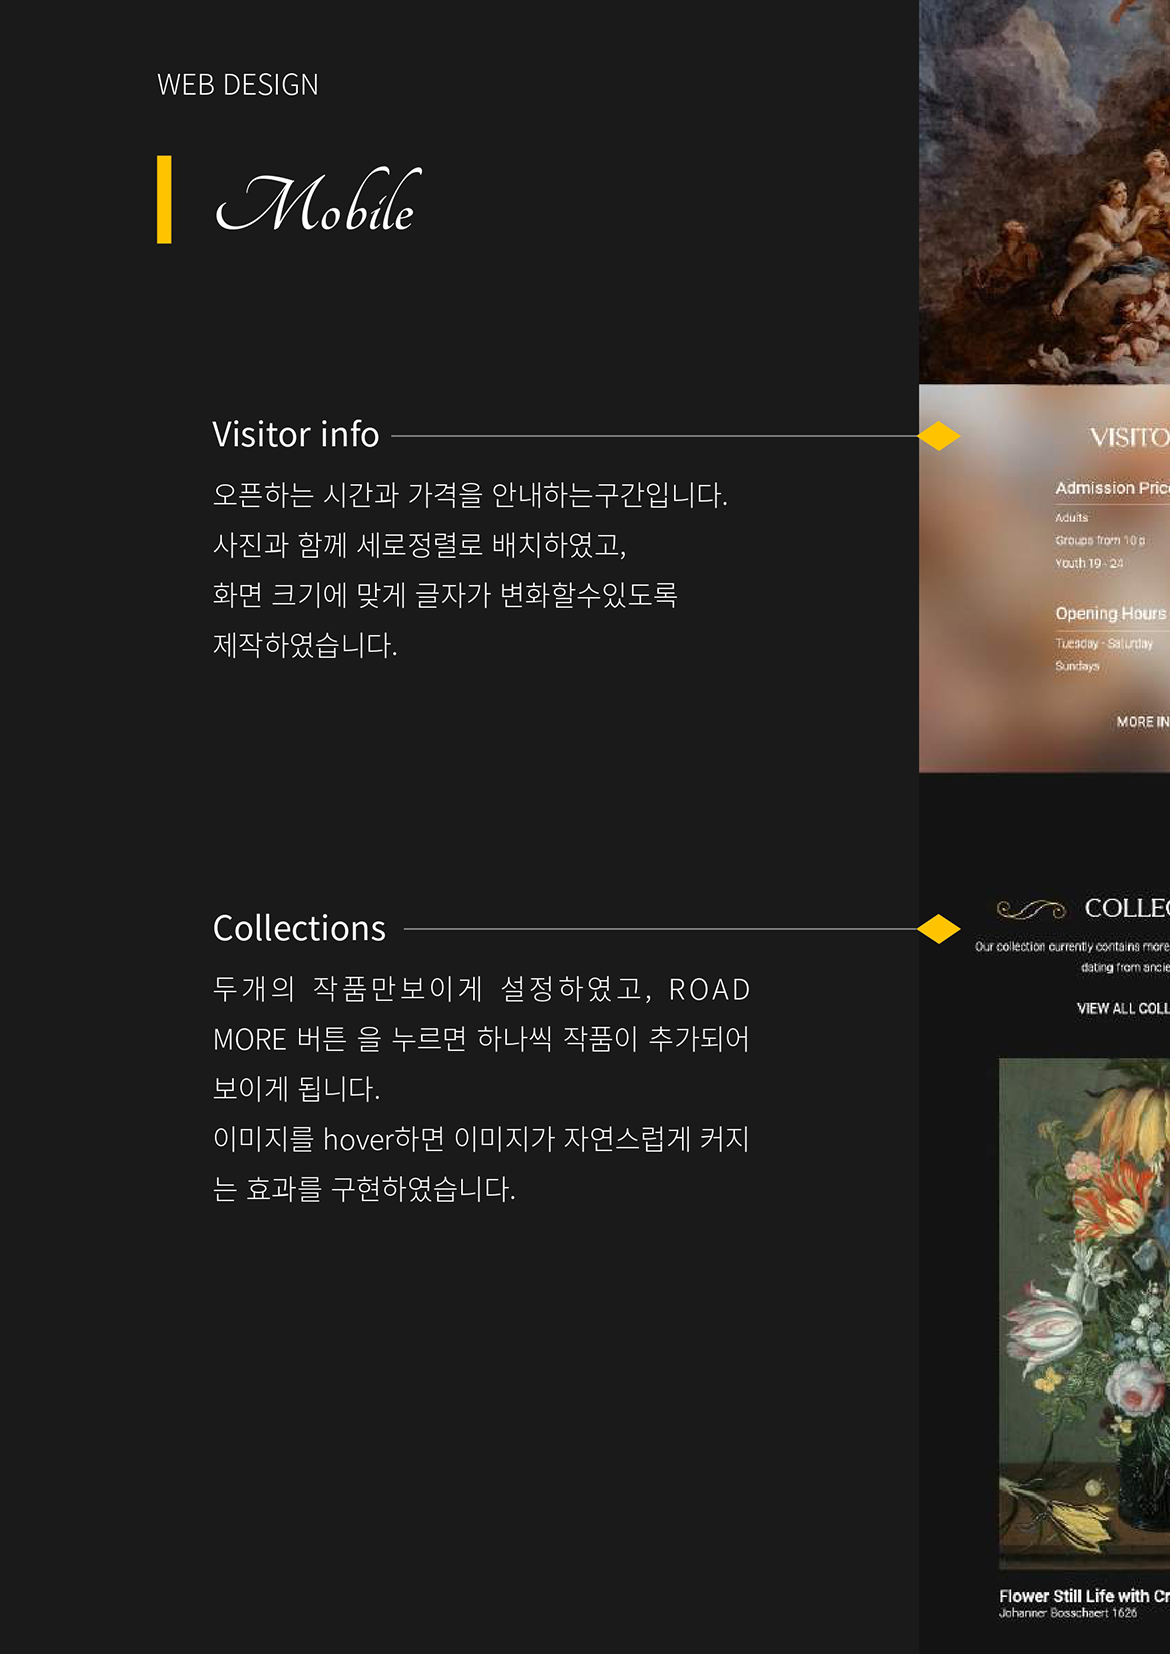 WEB DESIGN
Mobile
Visitor info
오픈하는 시간과 가격을 안내하는구간입니다.
사진과 함께 세로정렬로 배치하였고,
화면 크기에 맞게 글자가 변화할수있도록
제작하였습니다.
VISITO
Admission Pric
Adults
Groups from 10 p
Youth 19 - 24
Opening Hours
Tuesday - Saturday
Sundays
MORE IN
Collections
두개의 작품만보이게 설정하였고, ROAD
MORE 버튼 을 누르면 하나씩 작품이 추가되어
보이게 됩니다.
이미지를 hover하면 이미지가 자연스럽게 커지
는 효과를 구현하였습니다.
COLLEC
Our collection currently contains more
dating from ancie
VIEW ALL COLL
Flower Still Life with Cr
Johanner Bosschaert 1626